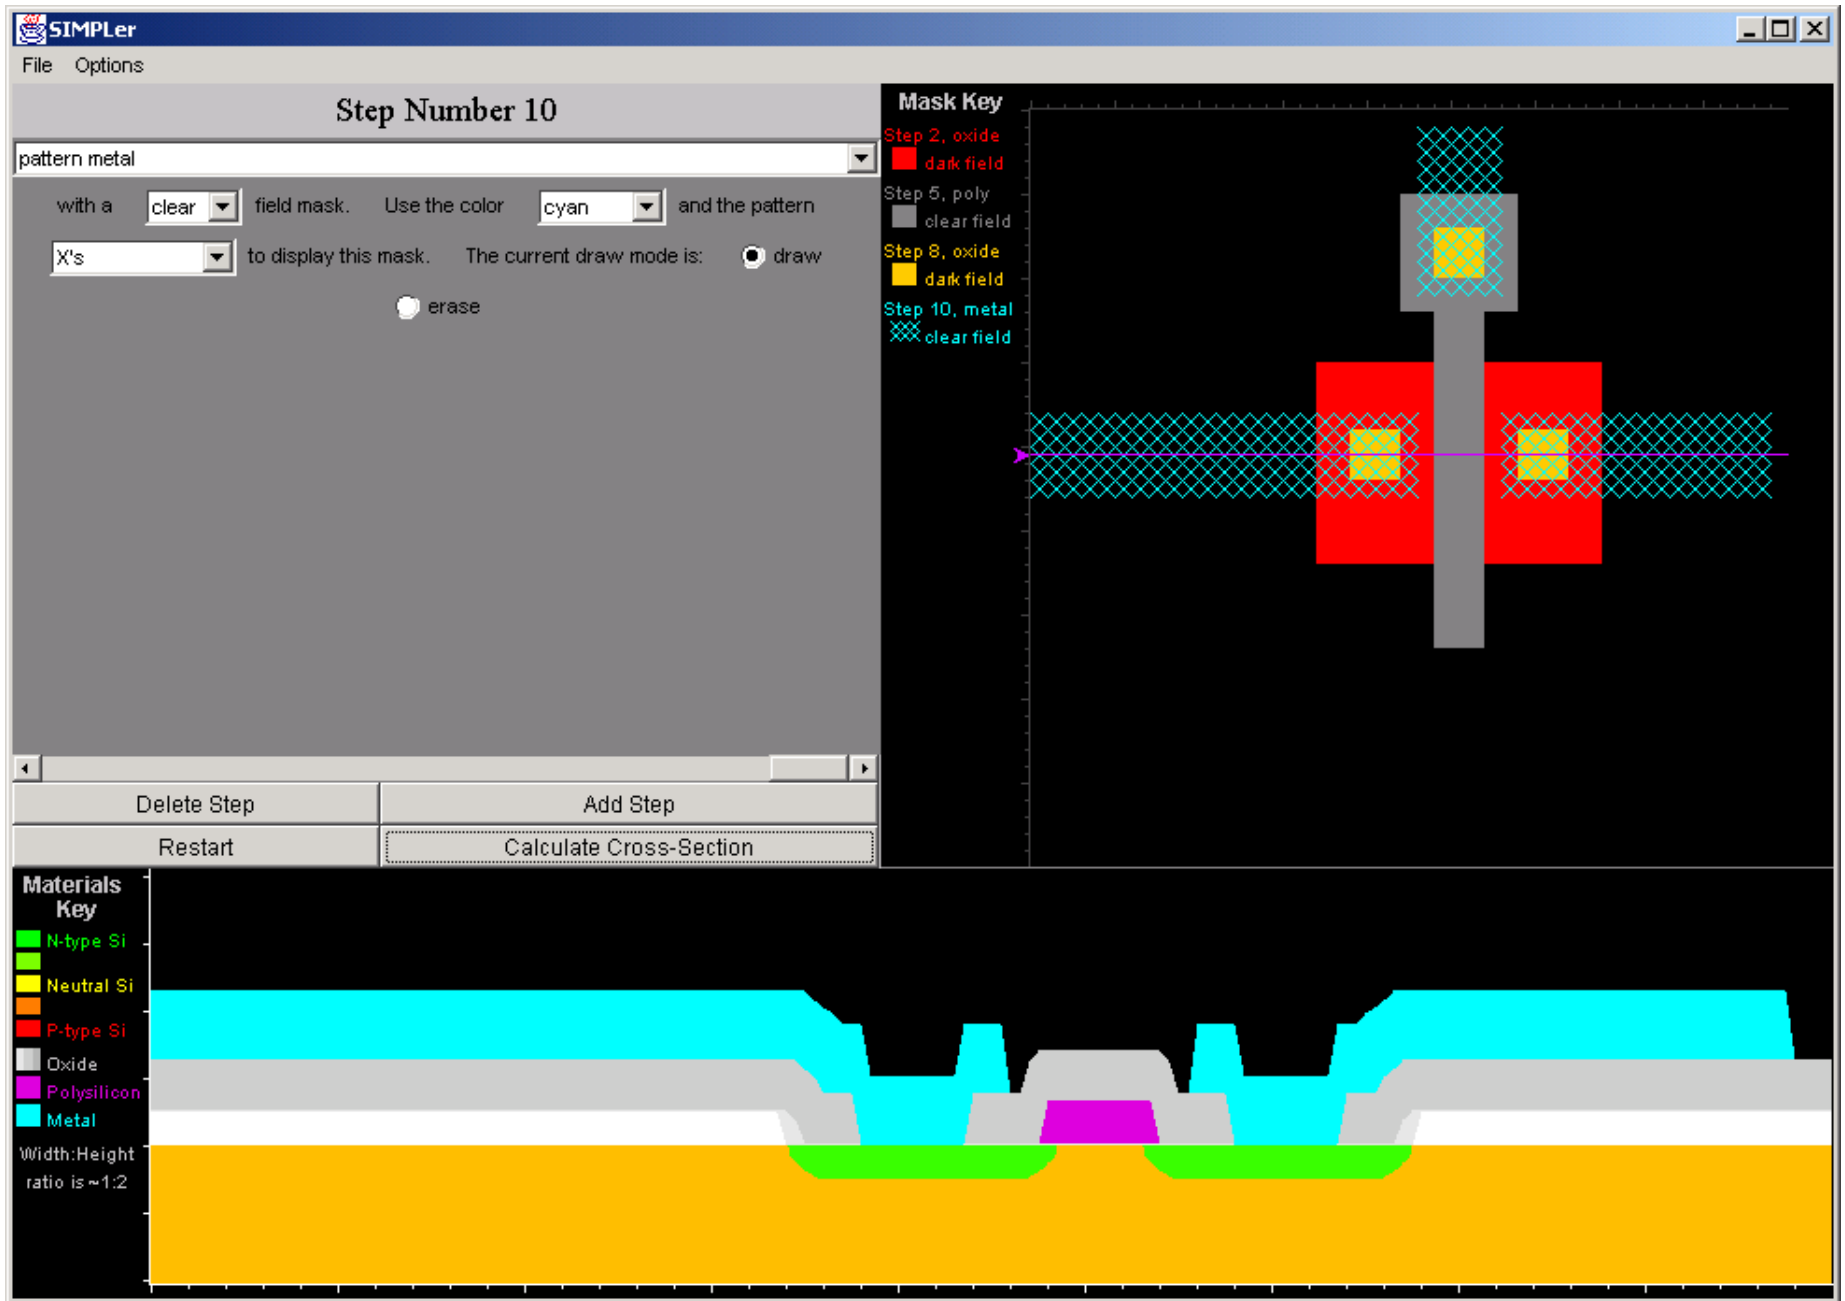 SIMPLer
File Options
Step Number 10
pattern metal
with a clear field mask. Use the color cyan and the pattern
X's to display this mask. The current draw mode is: draw
erase
Delete Step Add Step
Restart Calculate Cross-Section
Mask Key
Step 2, oxide
dark field
Step 5, poly
clear field
Step 8, oxide
dark field
Step 10, metal
clear field
Materials
Key
N-type Si
Neutral Si
P-type Si
Oxide
Polysilicon
Metal
Width:Height
ratio is ~1:2